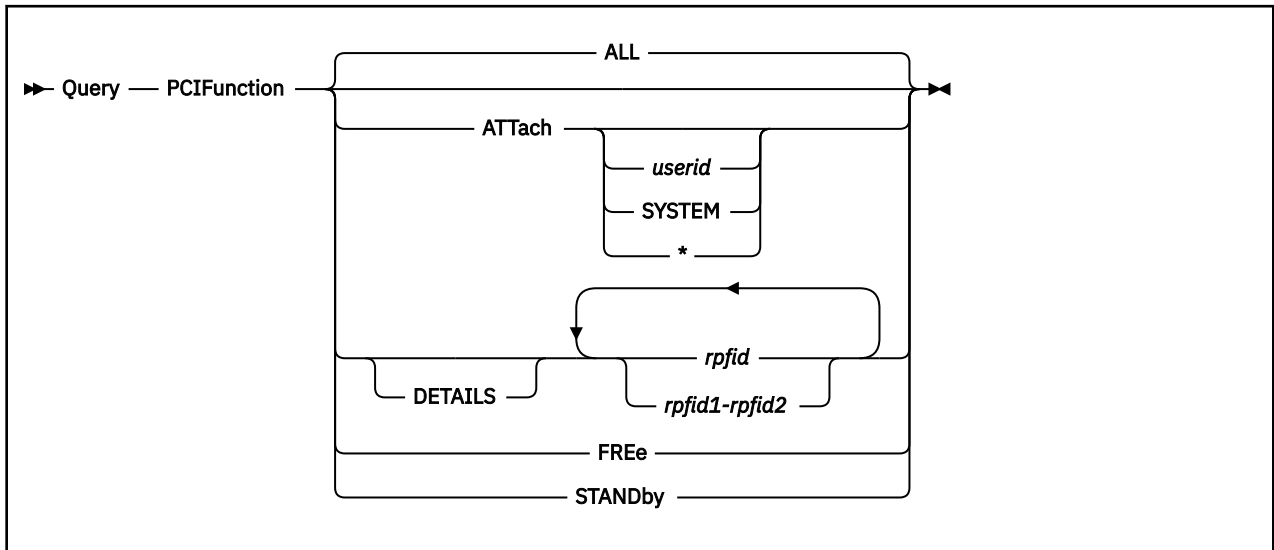 ALL
Query PCIFunction
ATTach
userid
SYSTEM
*
rpfid
DETAILS
rpfid1-rpfid2
FREe
STANDby